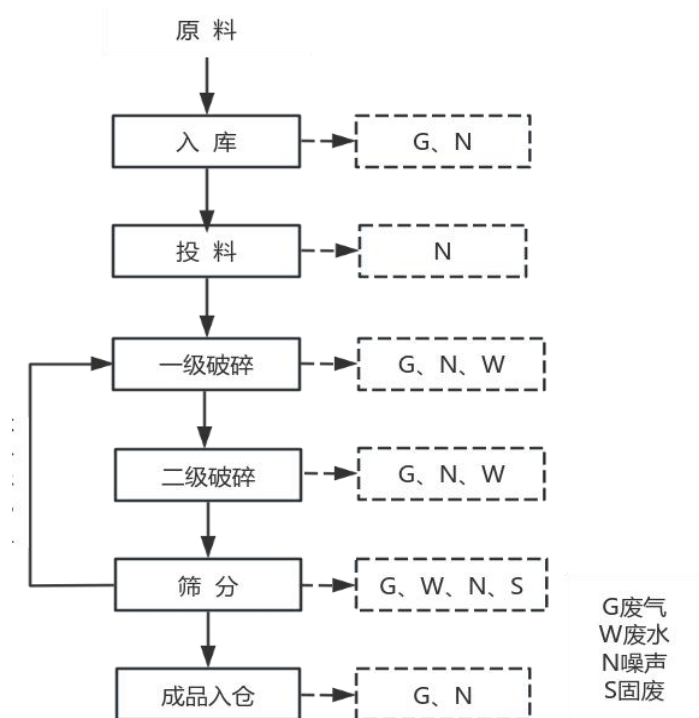 原 料
入 库
G、N
投 料
N
一级破碎
G、N、W
二级破碎
G、N、W
筛 分
G、W、N、S
成品入仓
G、N
G废气
W废水
N噪声
S固废